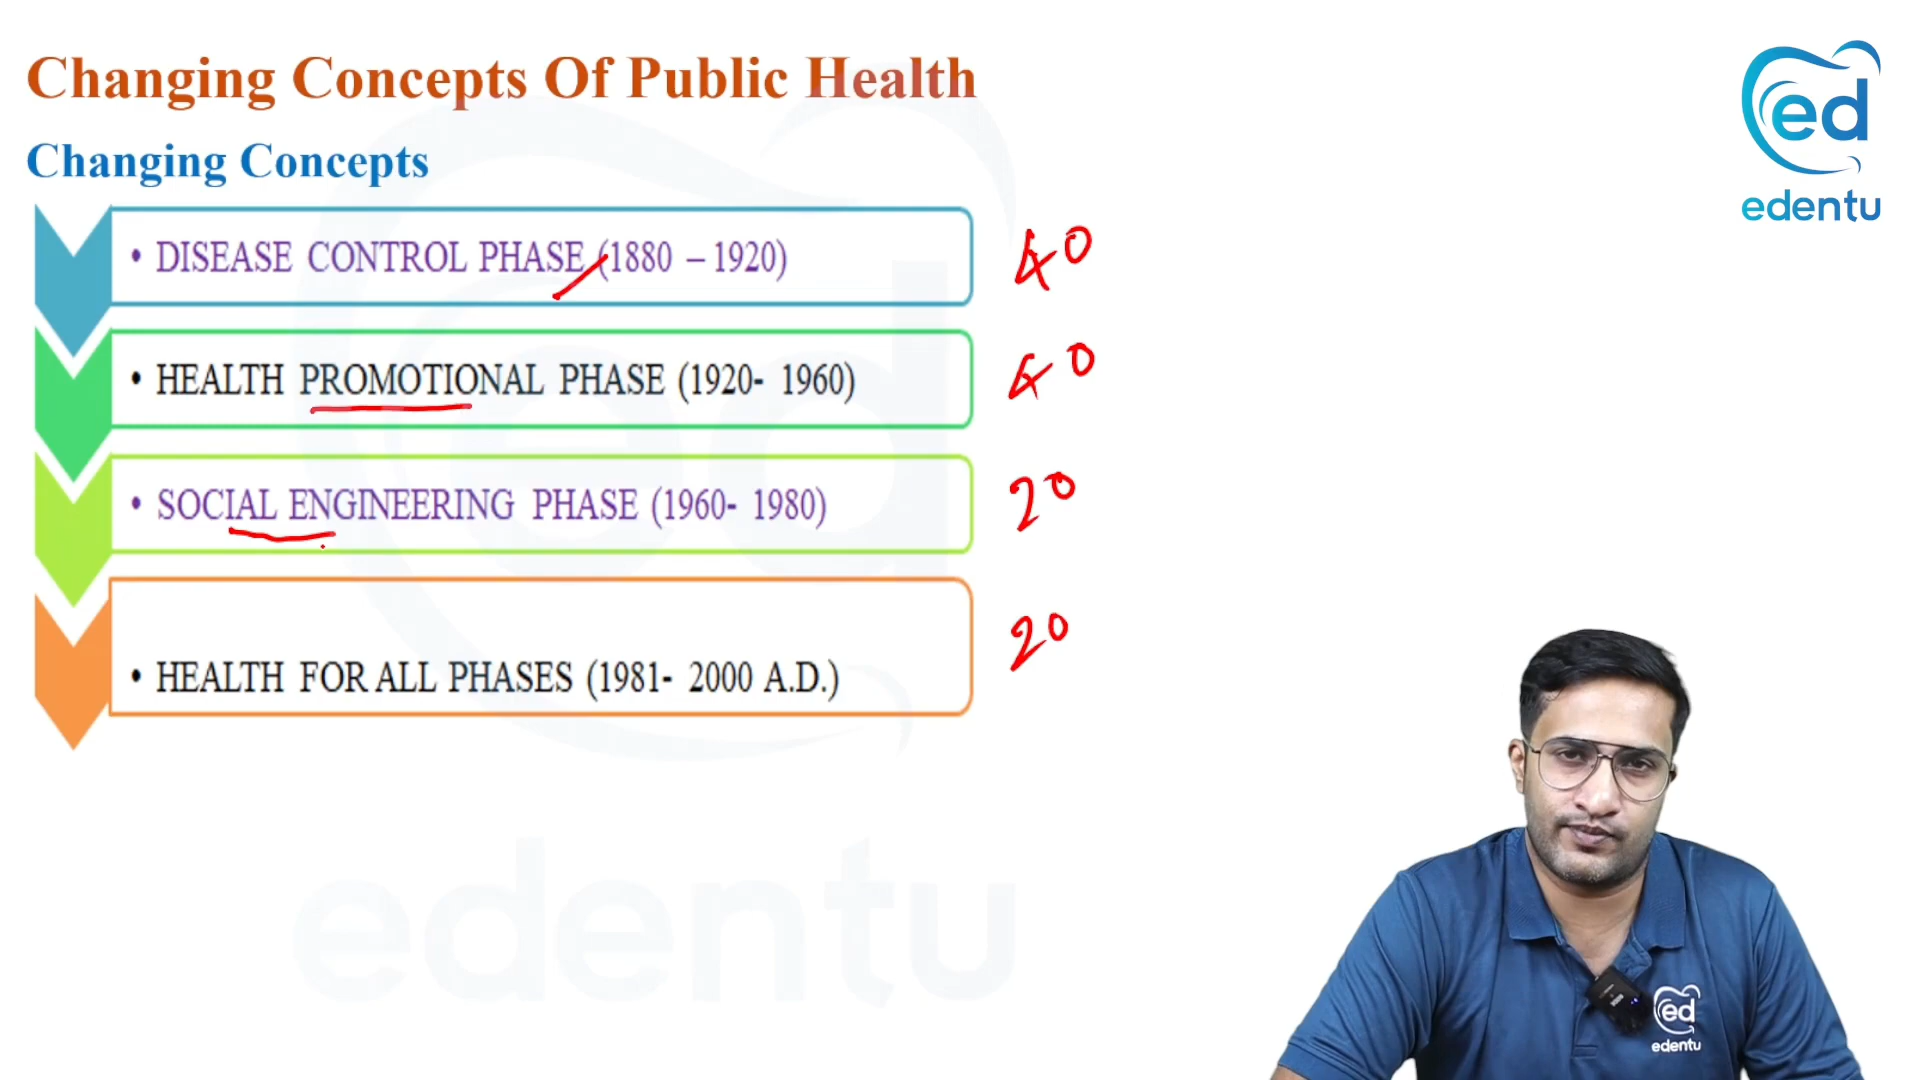 Changing Concepts Of Public Health
Changing Concepts
• DISEASE CONTROL PHASE (1880 – 1920)
40
• HEALTH PROMOTIONAL PHASE (1920- 1960)
40
• SOCIAL ENGINEERING PHASE (1960- 1980)
20
• HEALTH FOR ALL PHASES (1981- 2000 A.D.)
20
ed
edentu
ed
edentu
ed
edentu